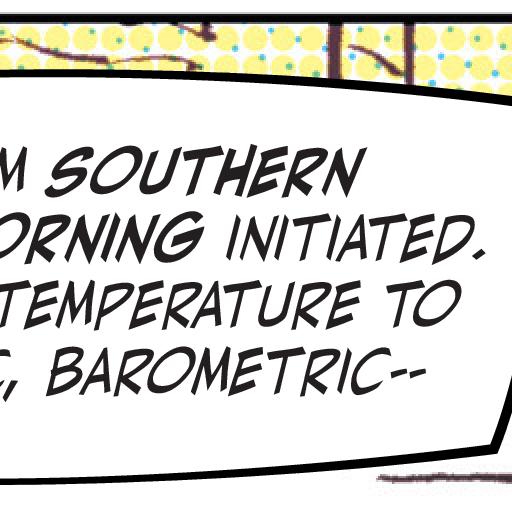 M SOUTHERN
ORNING INITIATED.
TEMPERATURE TO
, BAROMETRIC--